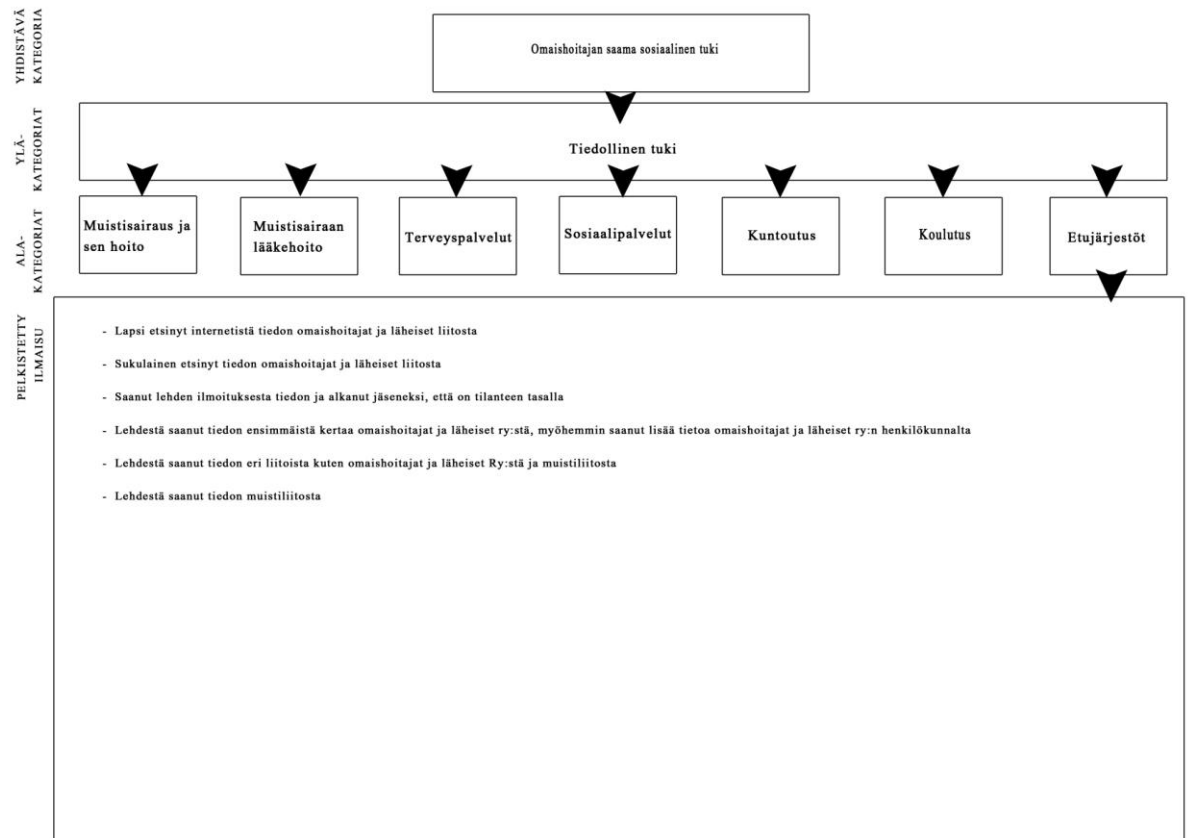 YHDISTÄVÄ
KATEGORIA
Omaishoitajan saama sosiaalinen tuki
YLÄ-
KATEGORIAT
Tiedollinen tuki
ALA-
KATEGORIAT
Muistisairaus ja
sen hoito
Muistisairaan
lääkehoito
Terveyspalvelut
Sosiaalipalvelut
Kuntoutus
Koulutus
Etujärjestöt
PELKISTETTY
ILMAISU
- Lapsi etsinyt internetistä tiedon omaishoitajat ja läheiset liitosta
- Sukulainen etsinyt tiedon omaishoitajat ja läheiset liitosta
- Saanut lehden ilmoituksesta tiedon ja alkanut jäseneksi, että on tilanteen tasalla
- Lehdestä saanut tiedon ensimmäistä kertaa omaishoitajat ja läheiset ry:stä, myöhemmin saanut lisää tietoa omaishoitajat ja läheiset ry:n henkilökunnalta
- Lehdestä saanut tiedon eri liitoista kuten omaishoitajat ja läheiset Ry:stä ja muistiliitosta
- Lehdestä saanut tiedon muistiliitosta